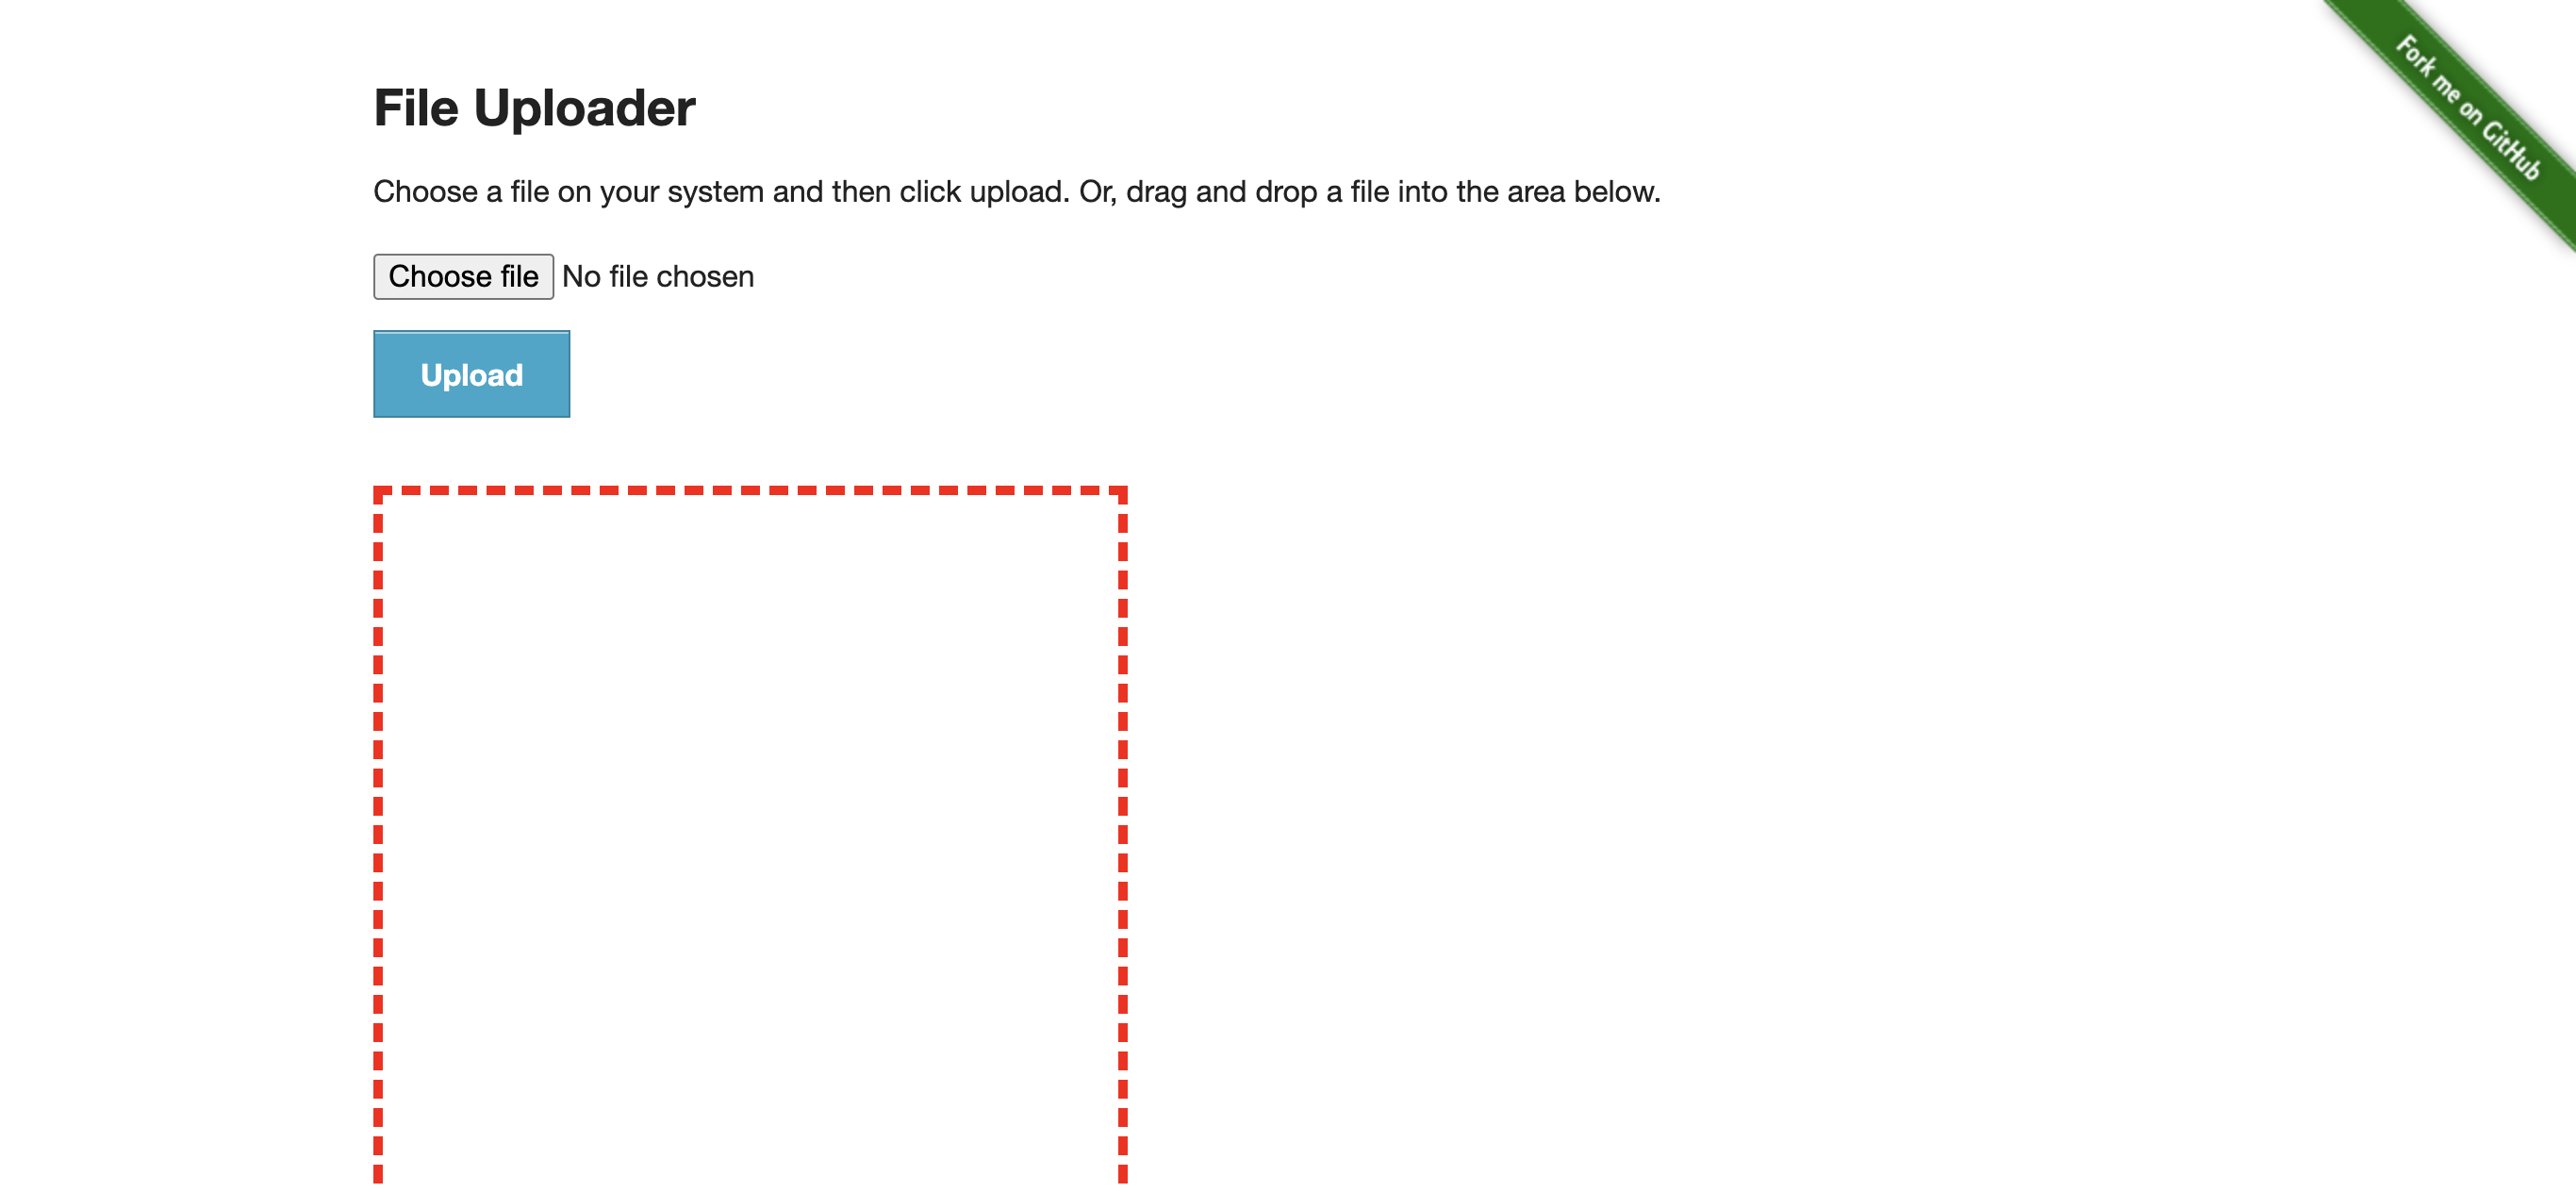 File Uploader
Fork me on GitHub
Choose a file on your system and then click upload. Or, drag and drop a file into the area below.
Choose file No file chosen
Upload